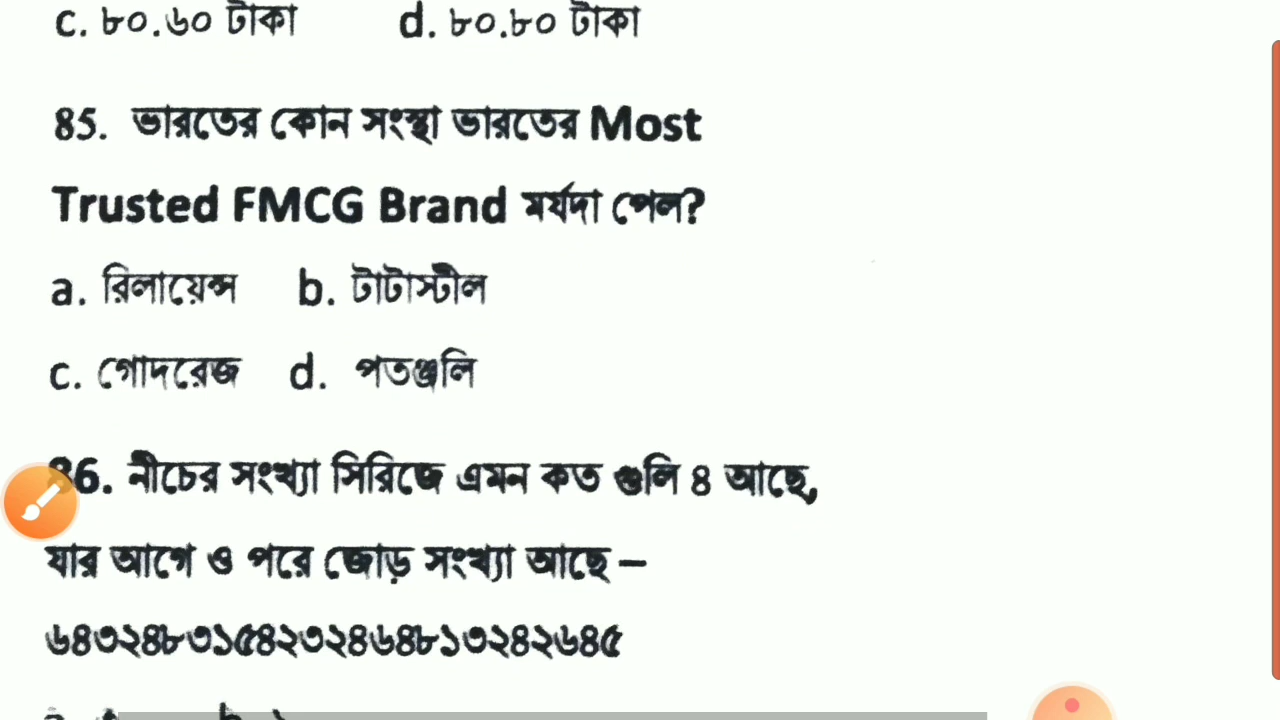 c. ৮০.৬০ টাকা d. ৮০.৮০ টাকা
85. ভারতের কোন সংস্থা ভারতের Most
Trusted FMCG Brand মর্যদা পেল?
a. রিলায়েন্স b. টাটাস্টীল
c. গোদরেজ d. পতঞ্জলি
86. নীচের সংখ্যা সিরিজে এমন কত গুলি ৪ আছে,
যার আগে ও পরে জোড় সংখ্যা আছে –
৬৪৩২৪৮৩১৫৪২৩২৪৬৪৮১৩২৪২৬৪৫